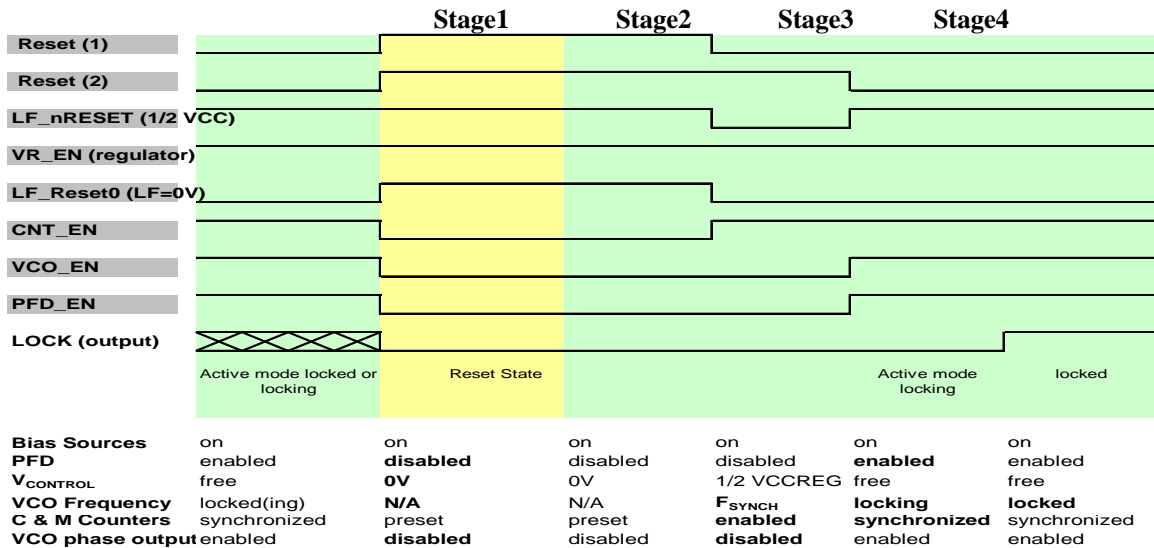 Stage1 Stage2 Stage3 Stage4
Reset (1)
Reset (2)
LF_nRESET (1/2 VCC)
VR_EN (regulator)
LF_Reset0 (LF=0V)
CNT_EN
VCO_EN
PFD_EN
LOCK (output)
Active mode locked or
locking
Reset State
Active mode
locking
locked
Bias Sources on on on on on on
PFD enabled disabled disabled disabled enabled enabled
VCONTROL free 0V 0V 1/2 VCCREG free free
VCO Frequency locked(ing) N/A N/A FSYNCH locking locked
C & M Counters synchronized preset preset enabled synchronized synchronized
VCO phase output enabled disabled disabled disabled enabled enabled